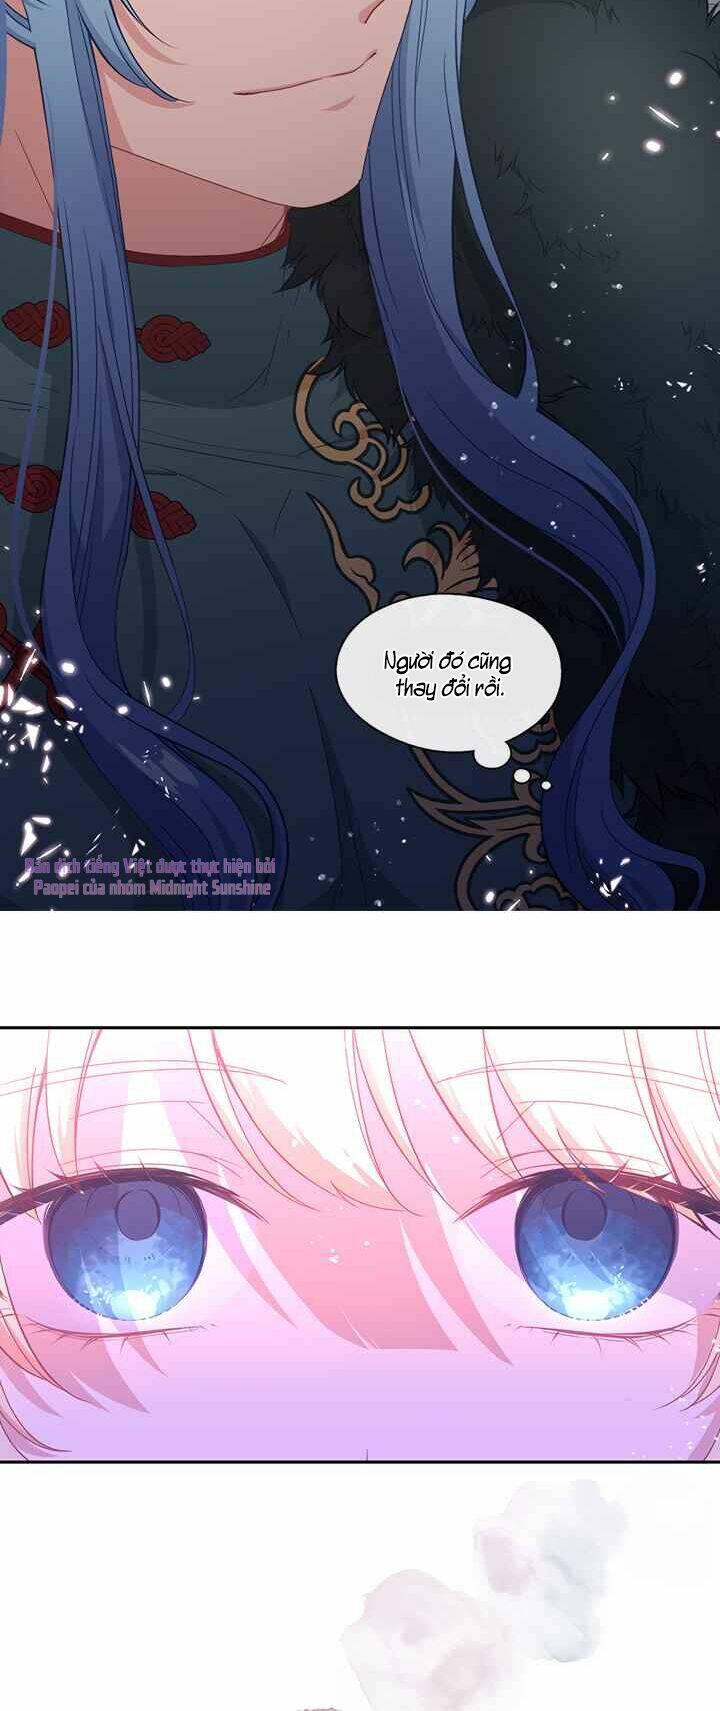 Người đó cũng
thay đổi rồi.
Bản dịch tiếng Việt được thực hiện bởi
Paopei của nhóm Midnight Sunshine